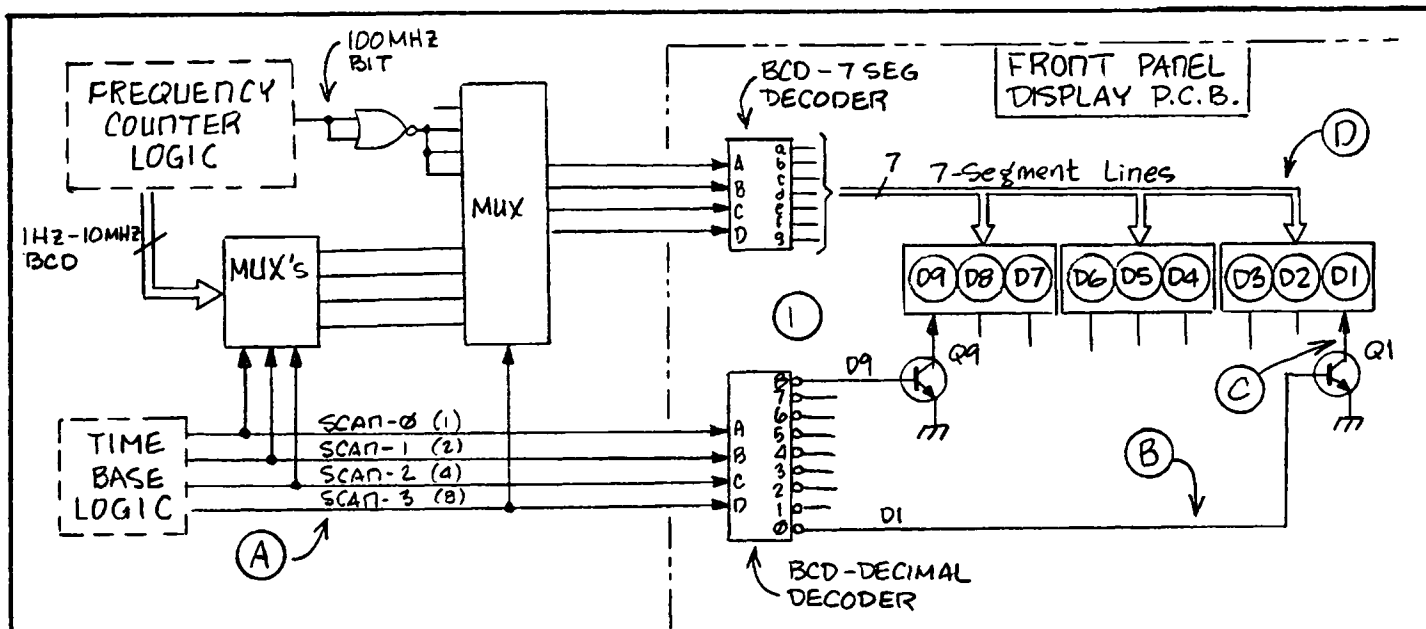 100MHZ
BIT
FREQUENCY
COUNTER
LOGIC
1HZ-10MHZ
BCD
MUX'S
MUX
TIME
BASE
LOGIC
SCAN-0 (1)
SCAN-1 (2)
SCAN-2 (4)
SCAN-3 (8)
A
BCD-7 SEG
DECODER
A
B
C
D
a
b
c
d
e
f
g
FRONT PANEL
DISPLAY P.C.B.
7
7-Segment Lines
D
D9 D8 D7
D6 D5 D4
D3 D2 D1
1
D9
Q9
C
Q1
A
B
C
D
8
7
6
5
4
3
2
1
0
D1
B
BCD-DECIMAL
DECODER